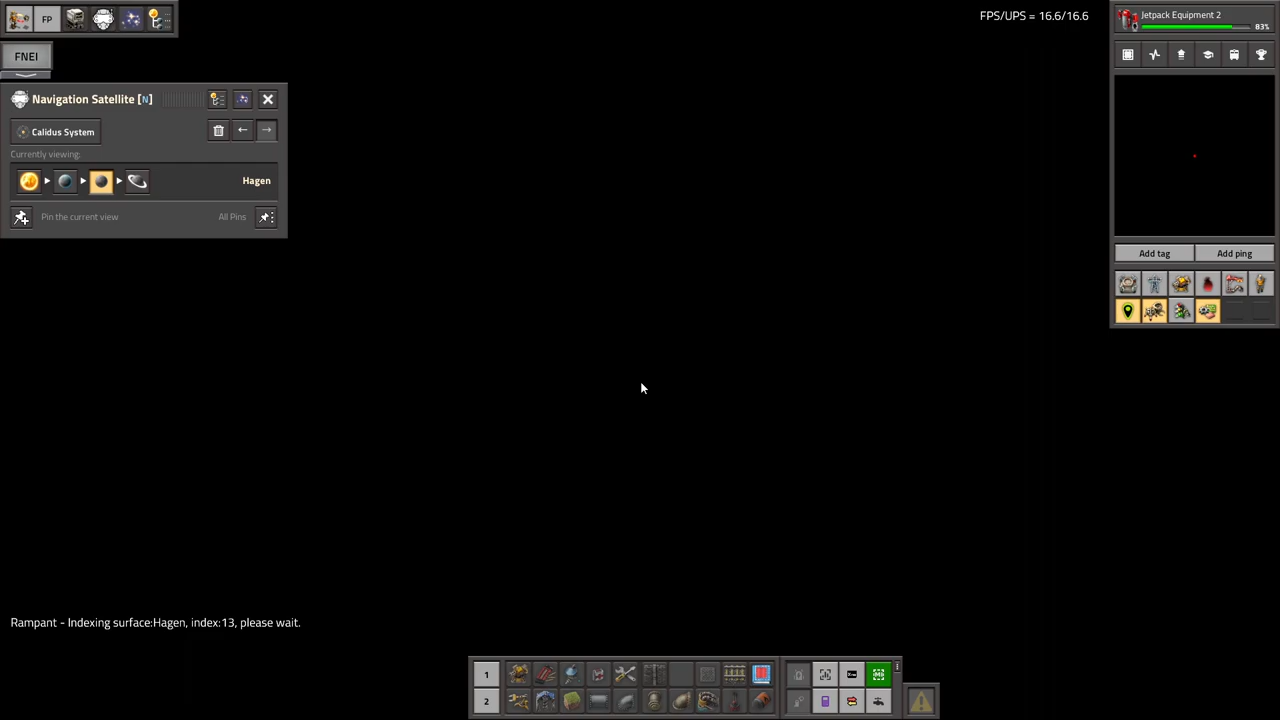 FP
FPS/UPS = 16.6/16.6
Jetpack Equipment 2
83%
FNEI
Navigation Satellite [N]
Calidus System
Currently viewing:
Hagen
Pin the current view
All Pins
Add tag
Add ping
Rampant - Indexing surface:Hagen, index:13, please wait.
1
2